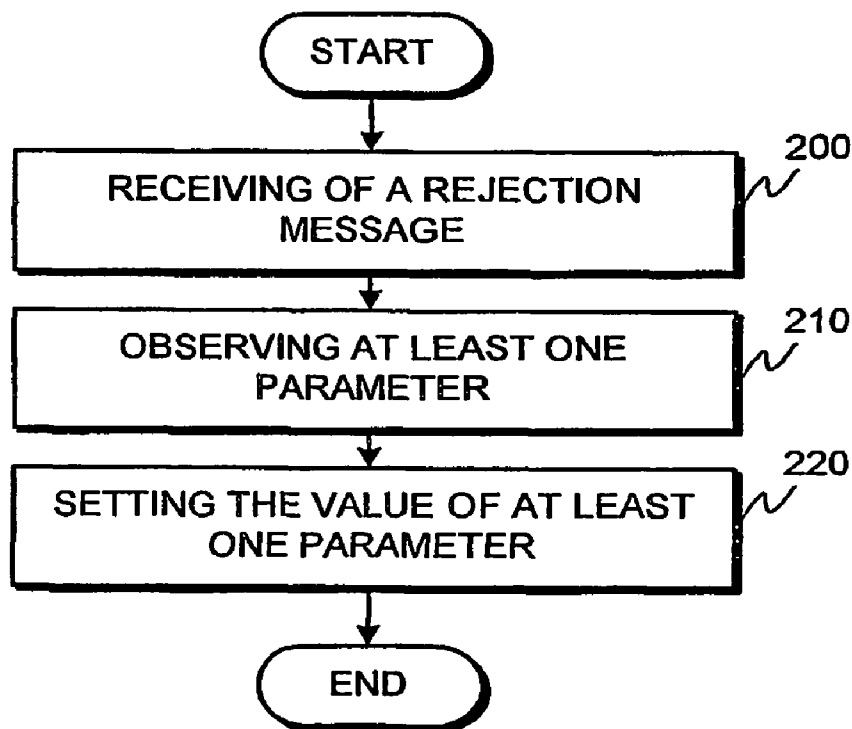 START
200
RECEIVING OF A REJECTION
MESSAGE
210
OBSERVING AT LEAST ONE
PARAMETER
220
SETTING THE VALUE OF AT LEAST
ONE PARAMETER
END